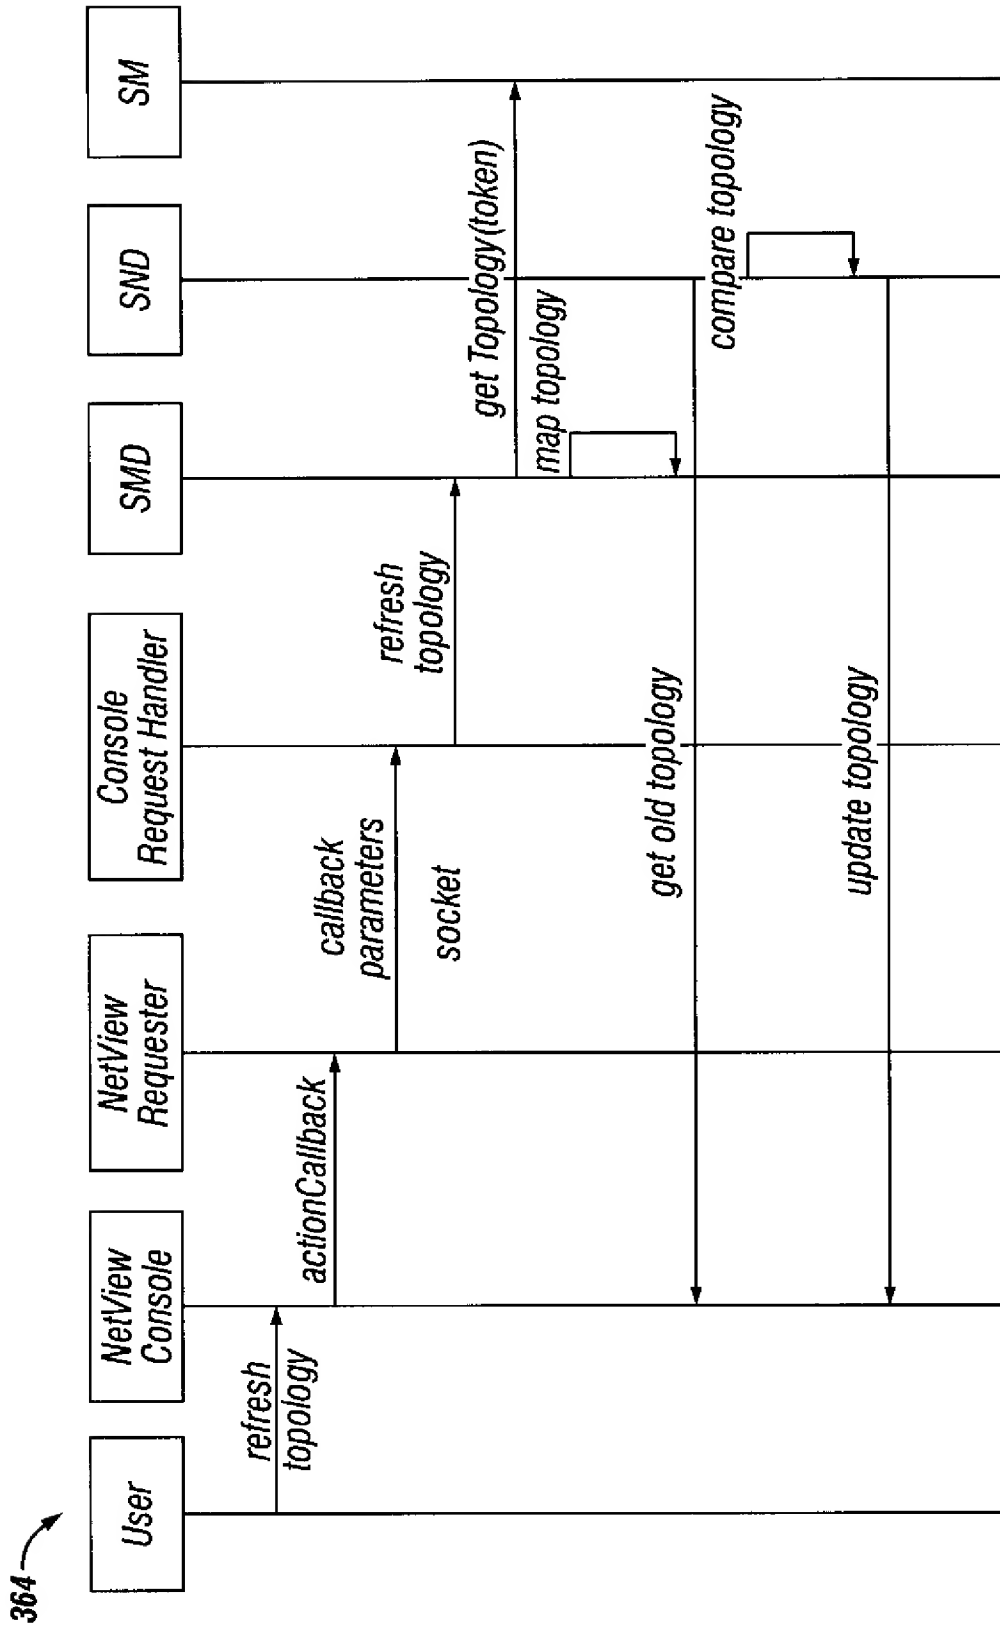 364
User
NetView
Console
NetView
Requester
Console
Request Handler
SMD
SND
SM
refresh
topology
actionCallback
callback
parameters
socket
refresh
topology
get Topology(token)
map topology
get old topology
compare topology
update topology